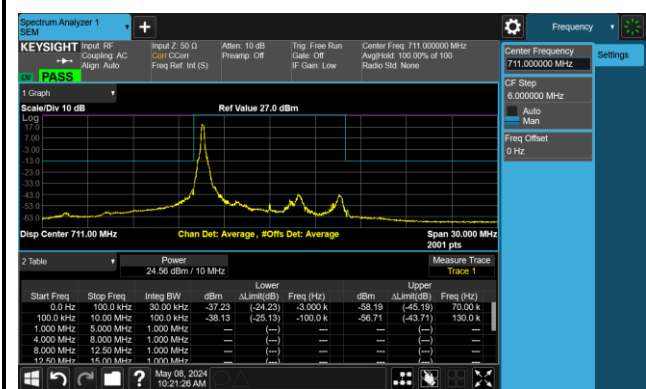 Spectrum Analyzer 1
SEM
Frequency
KEYSIGHT
Input: RF
Coupling: AC
Align: Auto
Input Z: 50 Ω
Corr CCorr
Freq Ref: Int (S)
Atten: 10 dB
Preamp: Off
Trig: Free Run
Gate: Off
IF Gain: Low
Center Freq: 711.000000 MHz
Avg|Hold: 100.00% of 100
Radio Std: None
PASS
Center Frequency
711.000000 MHz
Settings
CF Step
6.000000 MHz
Auto
Man
Freq Offset
0 Hz
1 Graph
Scale/Div 10 dB
Ref Value 27.0 dBm
Log
17.0
7.00
-3.00
-13.0
-23.0
-33.0
-43.0
-53.0
-63.0
Disp Center 711.00 MHz
Chan Det: Average, #Offs Det: Average
Span 30.000 MHz
2001 pts
2 Table
Power
24.56 dBm / 10 MHz
Measure Trace
Trace 1
Lower
Upper
Start Freq Stop Freq Integ BW dBm ΔLimit(dB) Freq (Hz) dBm ΔLimit(dB) Freq (Hz)
0.0 Hz 100.0 kHz 30.00 kHz -37.23 (-24.23) -3.000 k -58.19 (-45.19) 70.00 k
100.0 kHz 10.00 MHz 100.0 kHz -38.13 (-25.13) -100.0 k -56.71 (-43.71) 130.0 k
1.000 MHz 5.000 MHz 1.000 MHz --- (---) --- --- (---) ---
4.000 MHz 8.000 MHz 1.000 MHz --- (---) --- --- (---) ---
8.000 MHz 12.50 MHz 1.000 MHz --- (---) --- --- (---) ---
12.50 MHz 15.00 MHz 1.000 MHz --- (---) --- --- (---) ---
May 08, 2024
10:21:26 AM